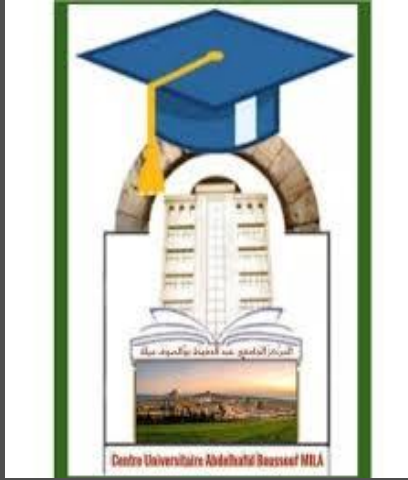 المركز الجامعي عبد الحفيظ بوالصوف ميلة
Centre Universitaire Abdelhafid Boussouf MILA